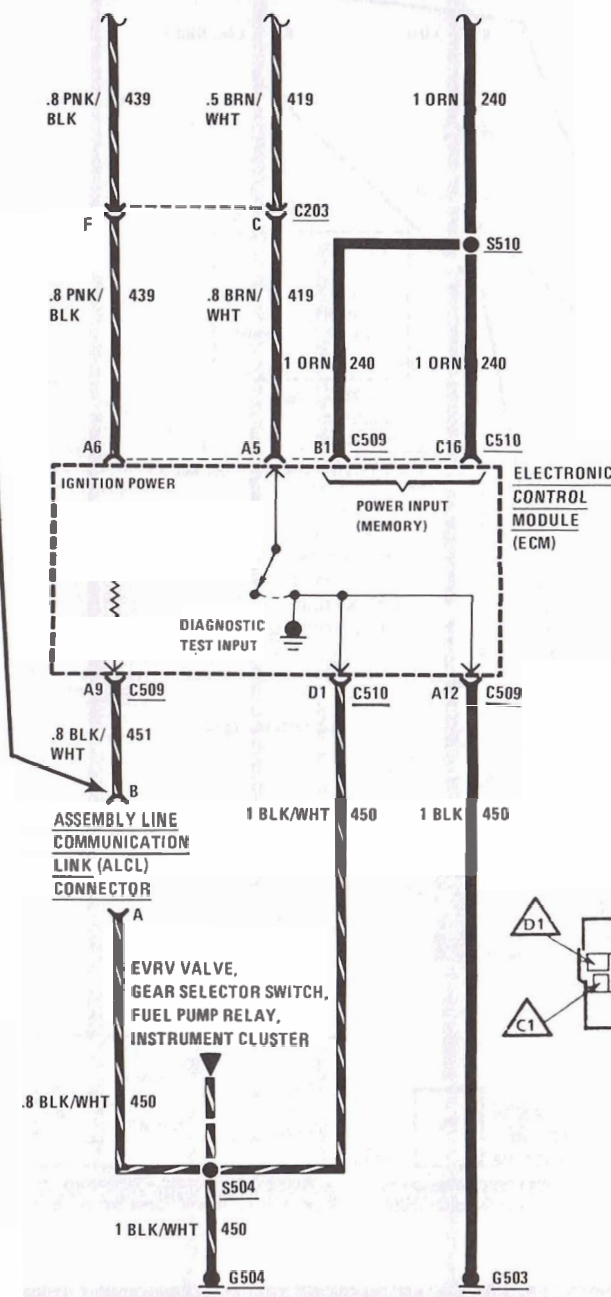 .8 PNK/ 439 .5 BRN/ 419 1 ORN 240
BLK WHT
F C C203
S510
.8 PNK/ 439 .8 BRN/ 419
BLK WHT
1 ORN 240 1 ORN 240
A6 A5 B1 C509 C16 C510
IGNITION POWER
ELECTRONIC
CONTROL
MODULE
(ECM)
POWER INPUT
(MEMORY)
DIAGNOSTIC
TEST INPUT
A9 C509 D1 C510 A12 C509
.8 BLK/ 451
WHT
B
ASSEMBLY LINE
COMMUNICATION
LINK (ALCL)
CONNECTOR
1 BLK/WHT 450 1 BLK 450
A
D1
C1
EVRV VALVE,
GEAR SELECTOR SWITCH,
FUEL PUMP RELAY,
INSTRUMENT CLUSTER
.8 BLK/WHT 450
S504
1 BLK/WHT 450
G504 G503